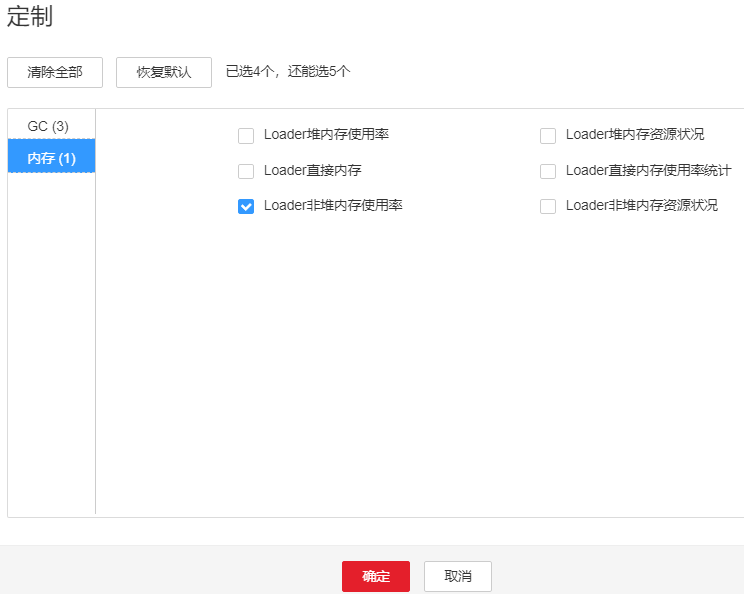 定制
清除全部 恢复默认 已选4个，还能选5个
GC (3)
内存 (1)
Loader堆内存使用率 Loader堆内存资源状况
Loader直接内存 Loader直接内存使用率统计
Loader非堆内存使用率 Loader非堆内存资源状况
确定 取消